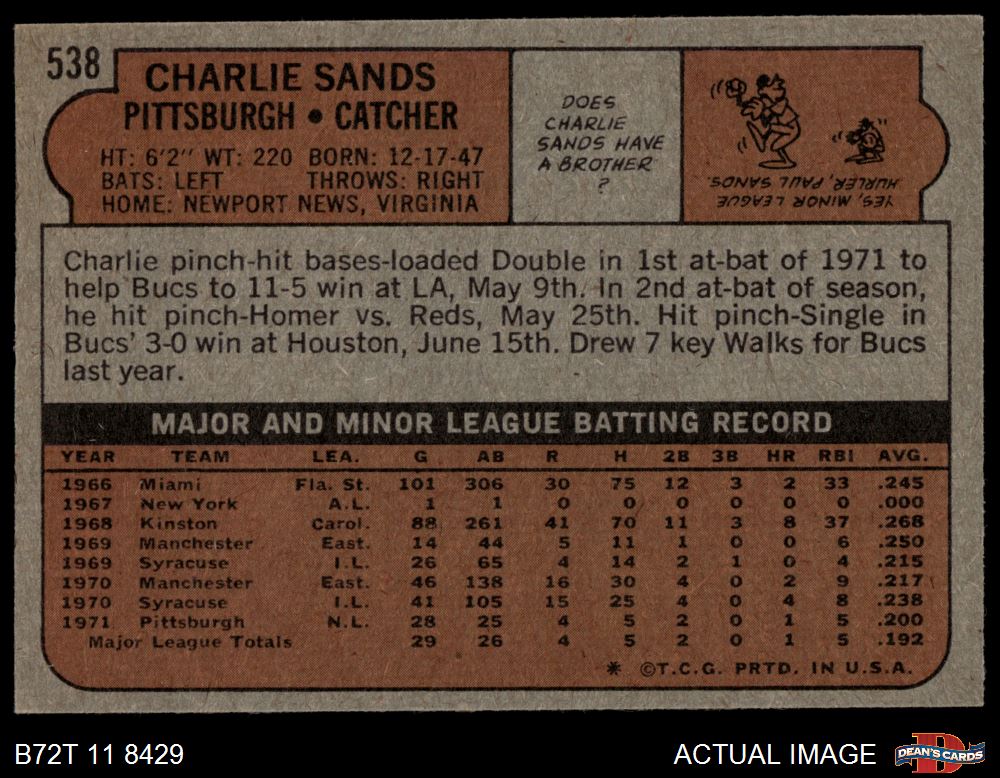 538
CHARLIE SANDS
PITTSBURGH • CATCHER
HT: 6'2" WT: 220 BORN: 12-17-47
BATS: LEFT THROWS: RIGHT
HOME: NEWPORT NEWS, VIRGINIA
DOES
CHARLIE
SANDS HAVE
A BROTHER
?
YES, MINOR LEAGUE
HURLER, PAUL SANDS.
Charlie pinch-hit bases-loaded Double in 1st at-bat of 1971 to
help Bucs to 11-5 win at LA, May 9th. In 2nd at-bat of season,
he hit pinch-Homer vs. Reds, May 25th. Hit pinch-Single in
Bucs' 3-0 win at Houston, June 15th. Drew 7 key Walks for Bucs
last year.
MAJOR AND MINOR LEAGUE BATTING RECORD
YEAR TEAM LEA. G AB R H 2B 3B HR RBI AVG.
1966 Miami Fla. St. 101 306 30 75 12 3 2 33 .245
1967 New York A.L. 1 1 0 0 0 0 0 0 .000
1968 Kinston Carol. 88 261 41 70 11 3 8 37 .268
1969 Manchester East. 14 44 5 11 1 0 0 6 .250
1969 Syracuse I.L. 26 65 4 14 2 1 0 4 .215
1970 Manchester East. 46 138 16 30 4 0 2 9 .217
1970 Syracuse I.L. 41 105 15 25 4 0 4 8 .238
1971 Pittsburgh N.L. 28 25 4 5 2 0 1 5 .200
Major League Totals 29 26 4 5 2 0 1 5 .192
* ©T.C.G. PRTD. IN U.S.A.
B72T 11 8429
ACTUAL IMAGE
D
DEAN'S CARDS